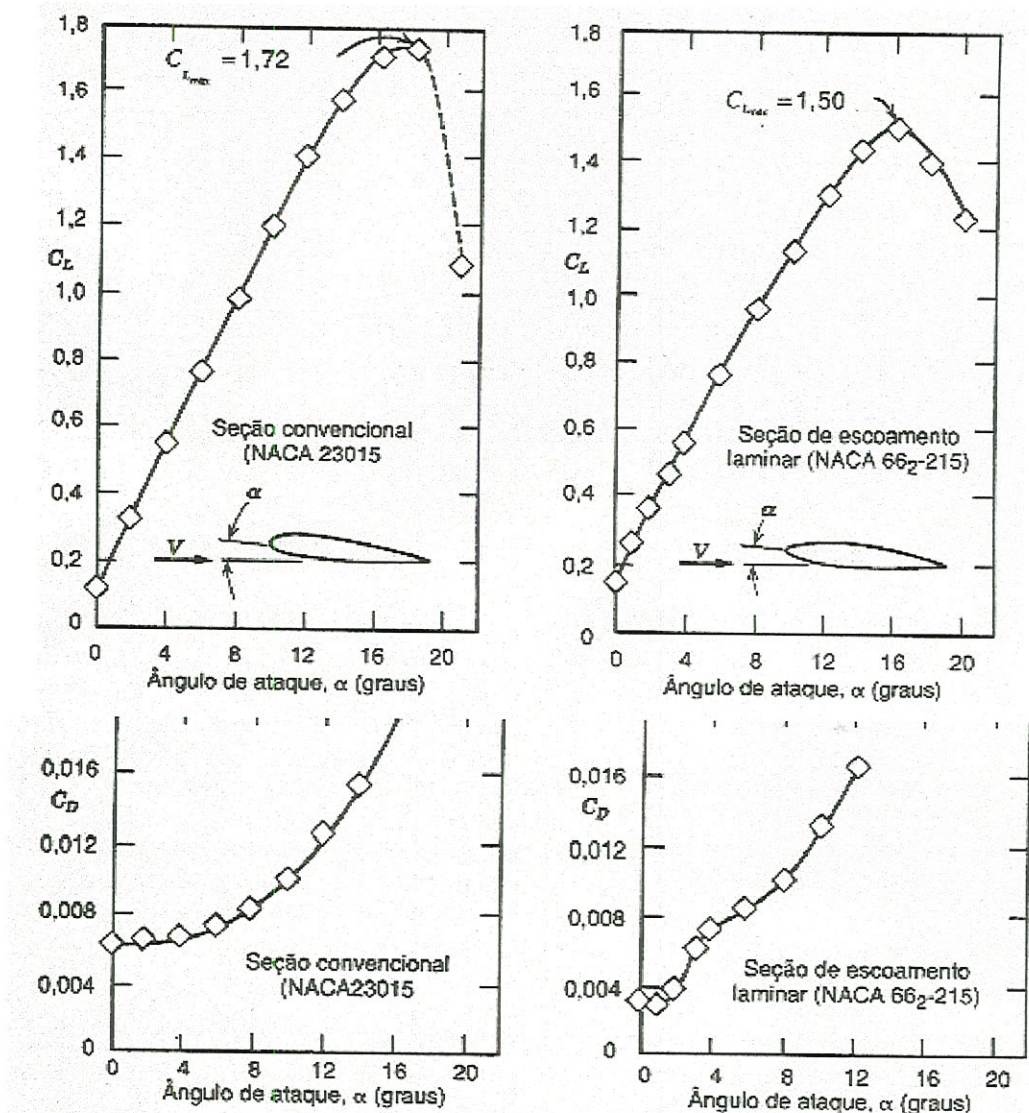 1,8
1,6
1,4
1,2
C_L
1,0
0,8
0,6
0,4
0,2
0
C_Lmáx = 1,72
Seção convencional
(NACA 23015
α
V
0 4 8 12 16 20
Ângulo de ataque, α (graus)
1,8
1,6
1,4
1,2
C_L
1,0
0,8
0,6
0,4
0,2
0
C_L = 1,50
Seção de escoamento
laminar (NACA 66₂-215)
α
V
0 4 8 12 16 20
Ângulo de ataque, α (graus)
0,016
C_D
0,012
0,008
0,004
0
Seção convencional
(NACA23015
0 4 8 12 16 20
Ângulo de ataque, α (graus)
0,016
C_D
0,012
0,008
0,004
0
Seção de escoamento
laminar (NACA 66₂-215)
0 4 8 12 16 20
Ângulo de ataque, α (graus)